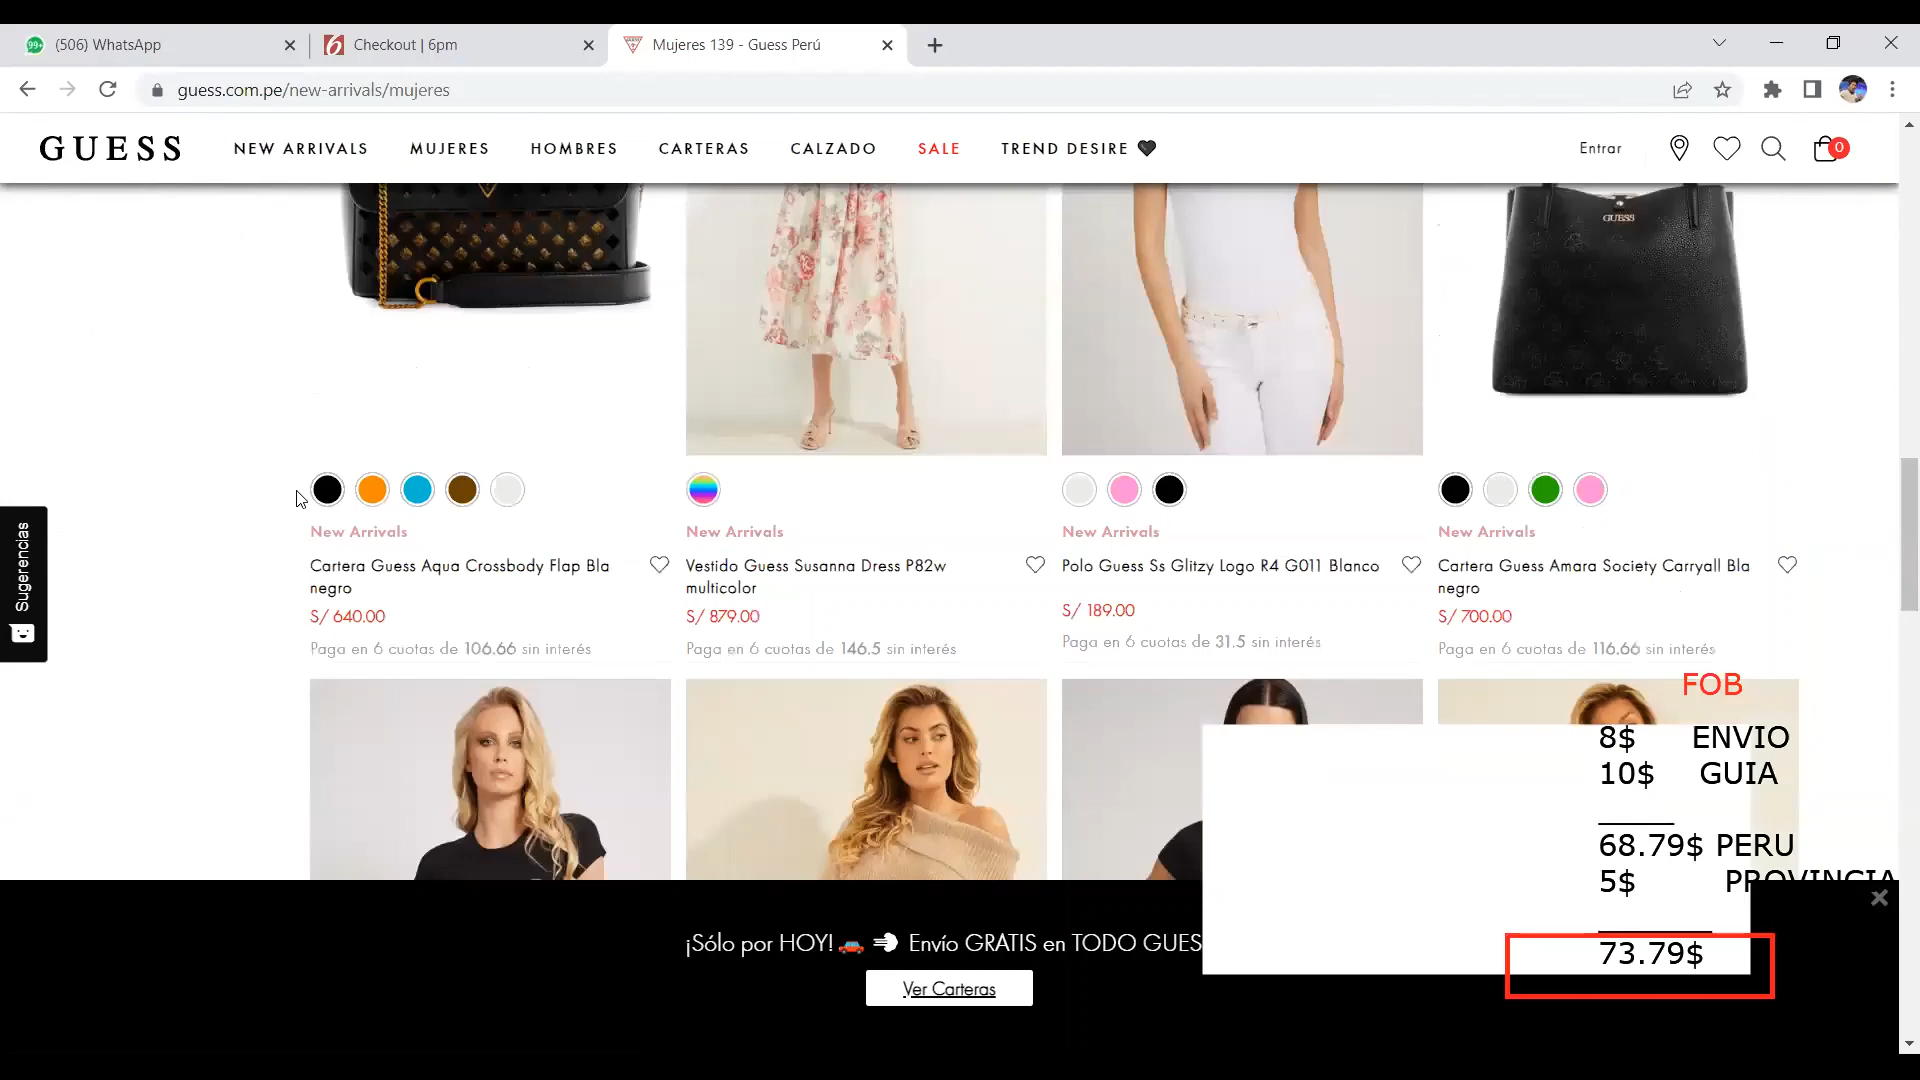 (506) WhatsApp
Checkout | 6pm
Mujeres 139 - Guess Perú
guess.com.pe/new-arrivals/mujeres
GUESS
NEW ARRIVALS
MUJERES
HOMBRES
CARTERAS
CALZADO
SALE
TREND DESIRE
Entrar
0
GUESS
Sugerencias
New Arrivals
Cartera Guess Aqua Crossbody Flap Bla
negro
S/ 640.00
Paga en 6 cuotas de 106.66 sin interés
New Arrivals
Vestido Guess Susanna Dress P82w
multicolor
S/ 879.00
Paga en 6 cuotas de 146.5 sin interés
New Arrivals
Polo Guess Ss Glitzy Logo R4 G011 Blanco
S/ 189.00
Paga en 6 cuotas de 31.5 sin interés
New Arrivals
Cartera Guess Amara Society Carryall Bla
negro
S/ 700.00
Paga en 6 cuotas de 116.66 sin interés
FOB
8$ ENVIO
10$ GUIA
68.79$ PERU
5$ PROVINCIA
73.79$
¡Sólo por HOY! Envío GRATIS en TODO GUES
Ver Carteras